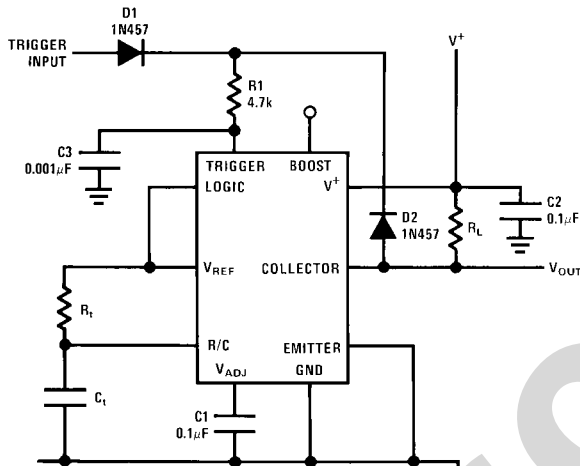 D1
1N457
TRIGGER
INPUT
V+
R1
4.7k
C3
0.001μF
TRIGGER
BOOST
LOGIC
V+
C2
0.1μF
D2
1N457
RL
VREF
COLLECTOR
VOUT
Rt
R/C
EMITTER
VADJ
GND
Ct
C1
0.1μF